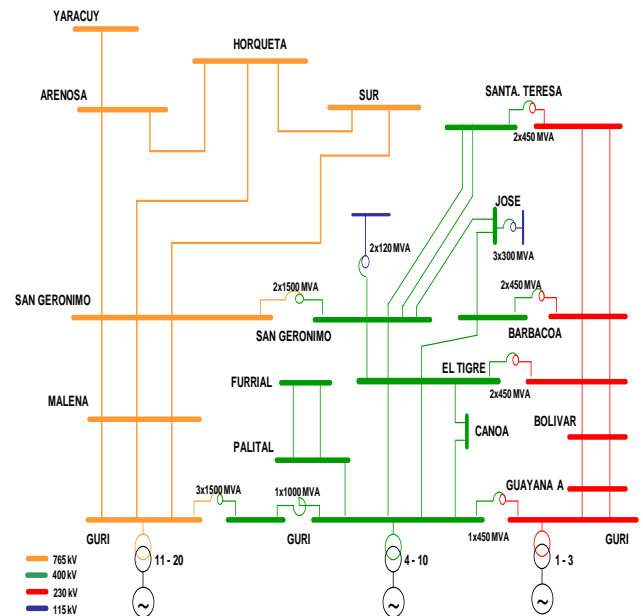 YARACUY
HORQUETA
ARENOSA
SUR
SANTA. TERESA
2x450 MVA
JOSE
2x120 MVA
3x300 MVA
2x1500 MVA
2x450 MVA
SAN GERONIMO
SAN GERONIMO
BARBACOA
EL TIGRE
FURRIAL
2x450 MVA
MALENA
CANOA
BOLIVAR
PALITAL
3x1500 MVA
1x1000 MVA
GUAYANA A
GURI
GURI
1x450 MVA
GURI
11 - 20
4 - 10
1 - 3
765 kV
400 kV
230 kV
115 kV
~
~
~